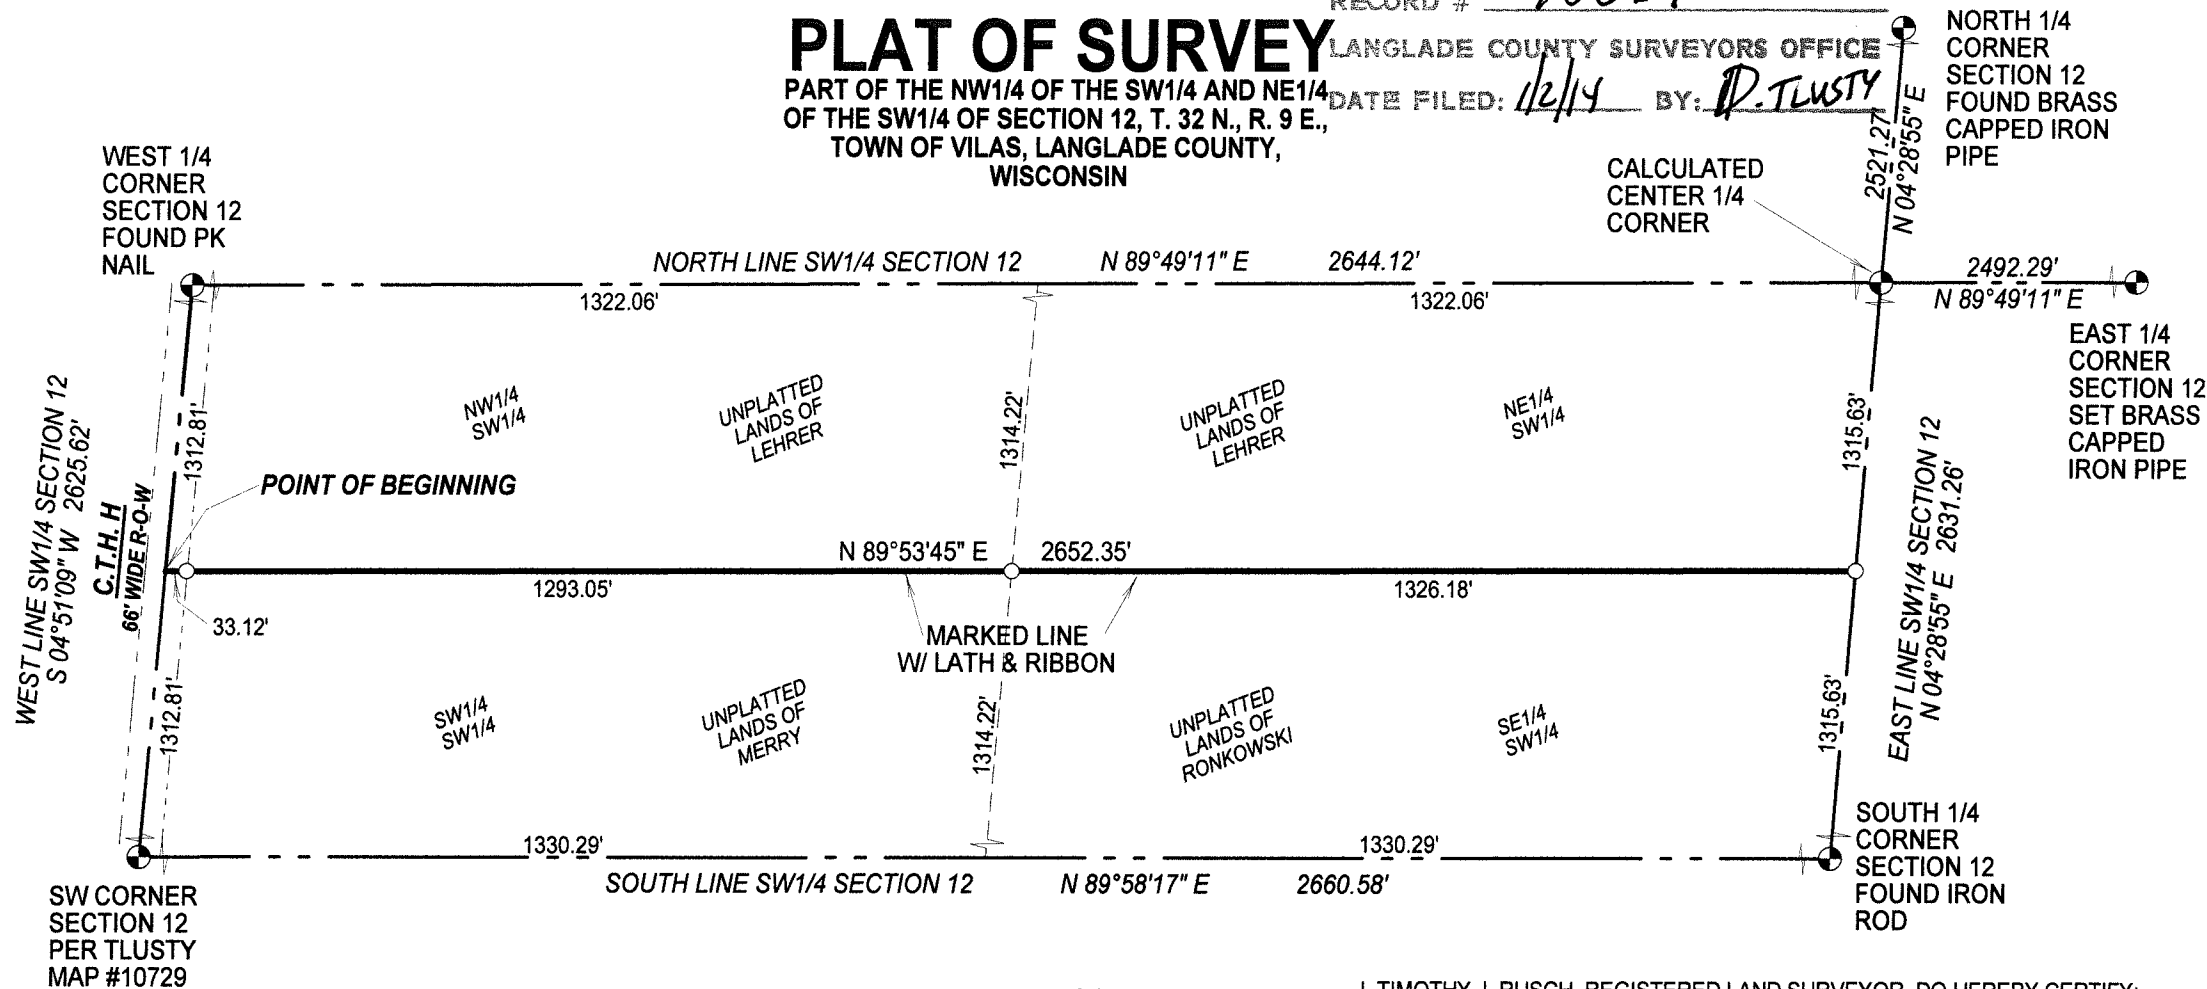 RECORD #
PLAT OF SURVEY
LANGLADE COUNTY SURVEYORS OFFICE
DATE FILED: 1/2/14 BY: D. TLUSTY
PART OF THE NW1/4 OF THE SW1/4 AND NE1/4
OF THE SW1/4 OF SECTION 12, T. 32 N., R. 9 E.,
TOWN OF VILAS, LANGLADE COUNTY,
WISCONSIN
NORTH 1/4
CORNER
SECTION 12
FOUND BRASS
CAPPED IRON
PIPE
2521.27'
N 04°28'55" E
WEST 1/4
CORNER
SECTION 12
FOUND PK
NAIL
CALCULATED
CENTER 1/4
CORNER
NORTH LINE SW1/4 SECTION 12 N 89°49'11" E 2644.12'
1322.06'
1322.06'
2492.29'
N 89°49'11" E
EAST 1/4
CORNER
SECTION 12
SET BRASS
CAPPED
IRON PIPE
WEST LINE SW1/4 SECTION 12
S 04°51'09" W 2625.62'
C.T.H. H
66' WIDE R-O-W
1312.81'
NW1/4
SW1/4
UNPLATTED
LANDS OF
LEHRER
1314.22'
UNPLATTED
LANDS OF
LEHRER
NE1/4
SW1/4
1315.63'
EAST LINE SW1/4 SECTION 12
N 04°28'55" E 2631.26'
POINT OF BEGINNING
N 89°53'45" E 2652.35'
1293.05'
1326.18'
33.12'
MARKED LINE
W/ LATH & RIBBON
1312.81'
SW1/4
SW1/4
UNPLATTED
LANDS OF
MERRY
1314.22'
UNPLATTED
LANDS OF
RONKOWSKI
SE1/4
SW1/4
1315.63'
1330.29'
1330.29'
SOUTH LINE SW1/4 SECTION 12 N 89°58'17" E 2660.58'
SW CORNER
SECTION 12
PER TLUSTY
MAP #10729
SOUTH 1/4
CORNER
SECTION 12
FOUND IRON
ROD
I, TIMOTHY J. RUSCH, REGISTERED LAND SURVEYOR, DO HEREBY CERTIFY: